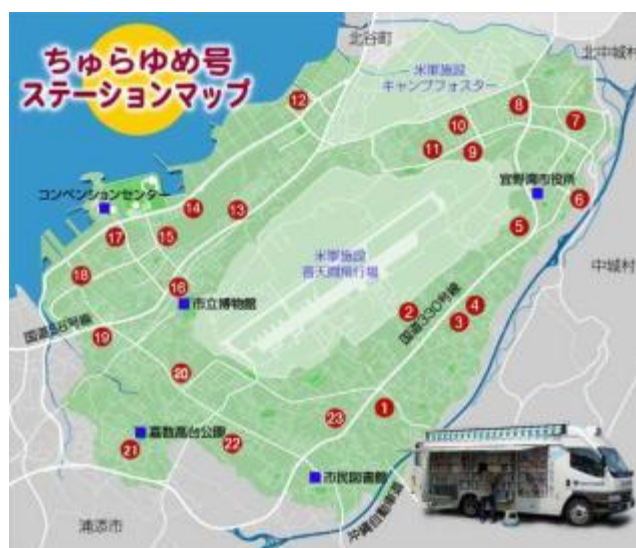 ちゅらゆめ号
ステーションマップ
北谷町
北中城村
米軍施設
キャンプフォスター
12
8
7
10
11
9
コンベンションセンター
宜野湾市役所
6
14
13
17
15
5
米軍施設
普天間飛行場
中城村
18
16
市立博物館
2
4
3
国道330号線
国道58号線
19
20
1
23
嘉数高台公園
21
22
市民図書館
沖縄自動車道
浦添市